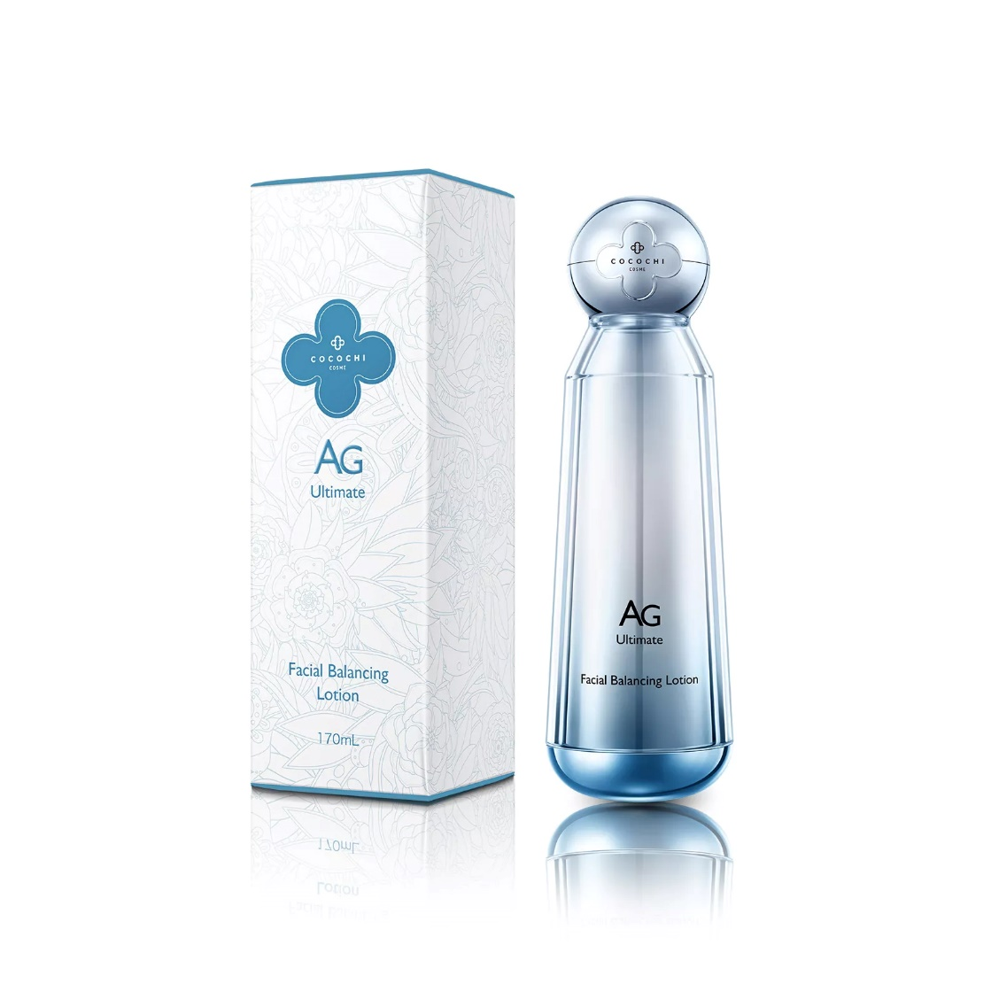 COCOCHI
COSME
AG
Ultimate
Facial Balancing
Lotion
170mL
COCOCHI
COSME
AG
Ultimate
Facial Balancing Lotion